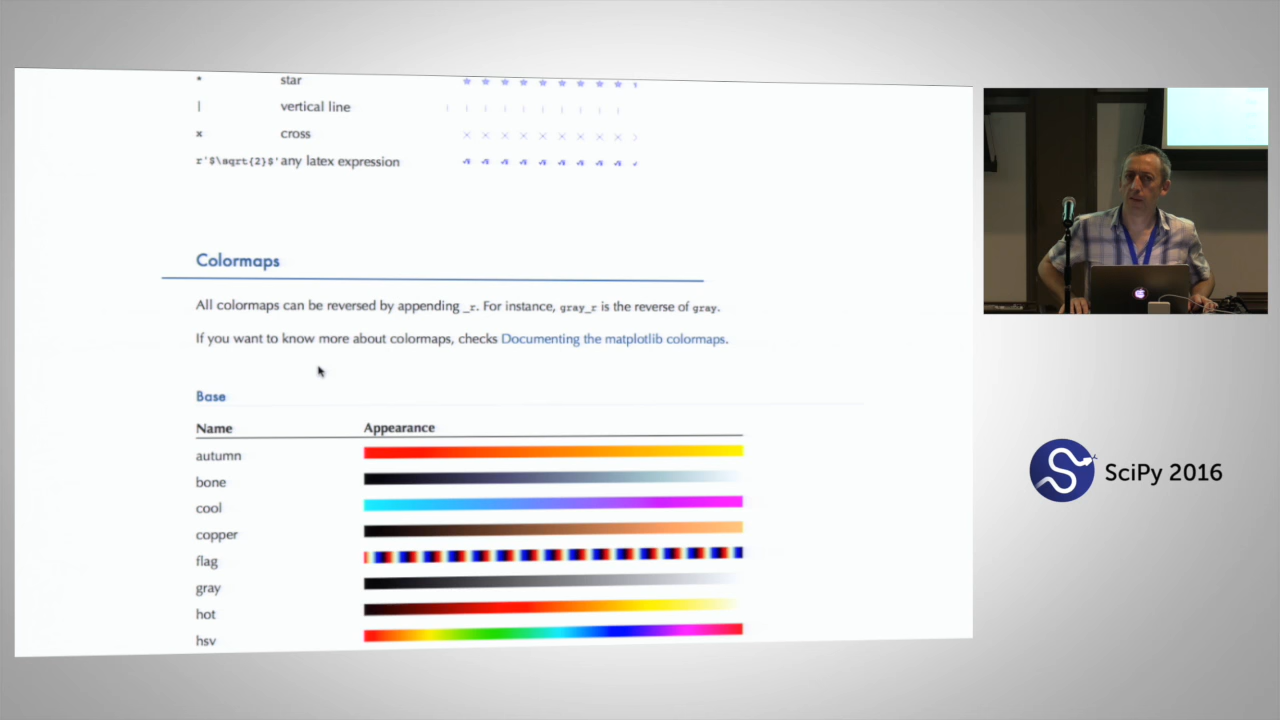 * star
| vertical line
x cross
r'$\sqrt{2}$' any latex expression
Colormaps
All colormaps can be reversed by appending _r. For instance, gray_r is the reverse of gray.
If you want to know more about colormaps, checks Documenting the matplotlib colormaps.
Base
Name Appearance
autumn
bone
cool
copper
flag
gray
hot
hsv
SciPy 2016